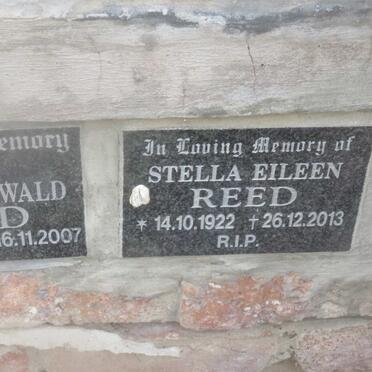 emory
WALD
D
6.11.2007
In Loving Memory of
STELLA EILEEN
REED
* 14.10.1922 † 26.12.2013
R.I.P.